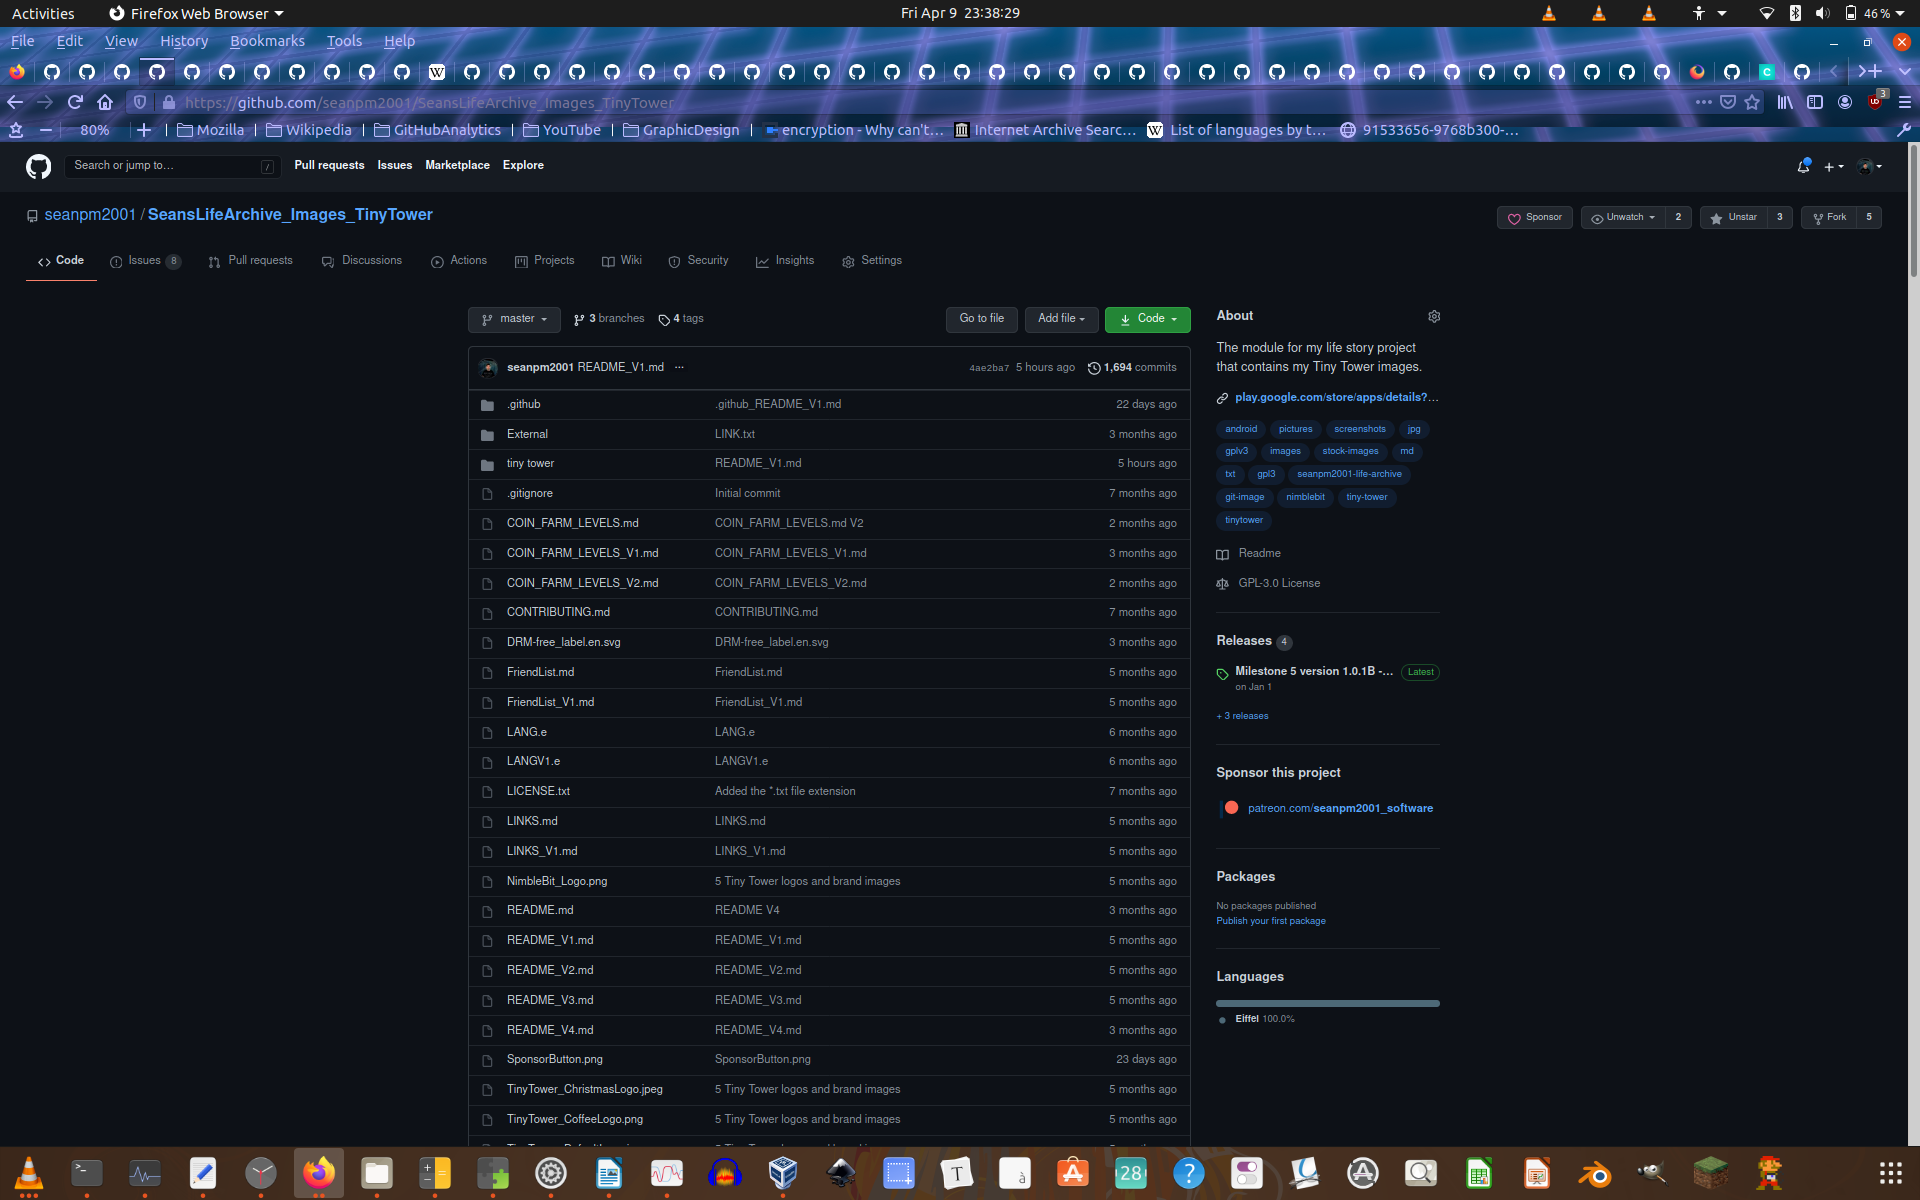 Activities Firefox Web Browser Fri Apr 9 23:38:29 46 %
File Edit View History Bookmarks Tools Help
https://github.com/seanpm2001/SeansLifeArchive_Images_TinyTower 3
80% Mozilla Wikipedia GitHubAnalytics YouTube GraphicDesign encryption - Why can't... Internet Archive Searc... List of languages by t... 91533656-9768b300-...
Search or jump to... / Pull requests Issues Marketplace Explore
seanpm2001 / SeansLifeArchive_Images_TinyTower Sponsor Unwatch 2 Unstar 3 Fork 5
Code Issues 8 Pull requests Discussions Actions Projects Wiki Security Insights Settings
master 3 branches 4 tags Go to file Add file Code
seanpm2001 README_V1.md ... 4ae2ba7 5 hours ago 1,694 commits
.github .github_README_V1.md 22 days ago
External LINK.txt 3 months ago
tiny tower README_V1.md 5 hours ago
.gitignore Initial commit 7 months ago
COIN_FARM_LEVELS.md COIN_FARM_LEVELS.md V2 2 months ago
COIN_FARM_LEVELS_V1.md COIN_FARM_LEVELS_V1.md 3 months ago
COIN_FARM_LEVELS_V2.md COIN_FARM_LEVELS_V2.md 2 months ago
CONTRIBUTING.md CONTRIBUTING.md 7 months ago
DRM-free_label.en.svg DRM-free_label.en.svg 3 months ago
FriendList.md FriendList.md 5 months ago
FriendList_V1.md FriendList_V1.md 5 months ago
LANG.e LANG.e 6 months ago
LANGV1.e LANGV1.e 6 months ago
LICENSE.txt Added the *.txt file extension 7 months ago
LINKS.md LINKS.md 5 months ago
LINKS_V1.md LINKS_V1.md 5 months ago
NimbleBit_Logo.png 5 Tiny Tower logos and brand images 5 months ago
README.md README V4 3 months ago
README_V1.md README_V1.md 5 months ago
README_V2.md README_V2.md 5 months ago
README_V3.md README_V3.md 5 months ago
README_V4.md README_V4.md 3 months ago
SponsorButton.png SponsorButton.png 23 days ago
TinyTower_ChristmasLogo.jpeg 5 Tiny Tower logos and brand images 5 months ago
TinyTower_CoffeeLogo.png 5 Tiny Tower logos and brand images 5 months ago
About
The module for my life story project
that contains my Tiny Tower images.
play.google.com/store/apps/details?...
android pictures screenshots jpg
gplv3 images stock-images md
txt gpl3 seanpm2001-life-archive
git-image nimblebit tiny-tower
tinytower
Readme
GPL-3.0 License
Releases 4
Milestone 5 version 1.0.1B -... Latest
on Jan 1
+ 3 releases
Sponsor this project
patreon.com/seanpm2001_software
Packages
No packages published
Publish your first package
Languages
Eiffel 100.0%